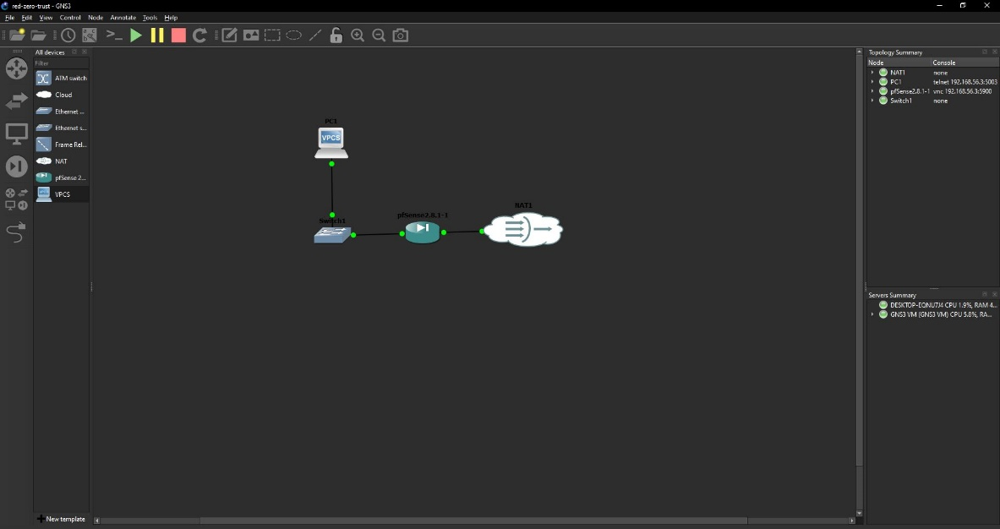 red-zero-trust - GNS3
File Edit View Control Node Annotate Tools Help
All devices
Filter
ATM switch
Cloud
Ethernet ...
Ethernet s...
Frame Rel...
NAT
pfSense 2...
VPCS
New template
PC1
VPCS
Switch1
pfSense2.8.1-1
NAT1
Topology Summary
Node Console
NAT1 none
PC1 telnet 192.168.56.3:5003
pfSense2.8.1-1 vnc 192.168.56.3:5900
Switch1 none
Servers Summary
DESKTOP-EQNU7J4 CPU 1.9%, RAM 4...
GNS3 VM (GNS3 VM) CPU 5.8%, RA...